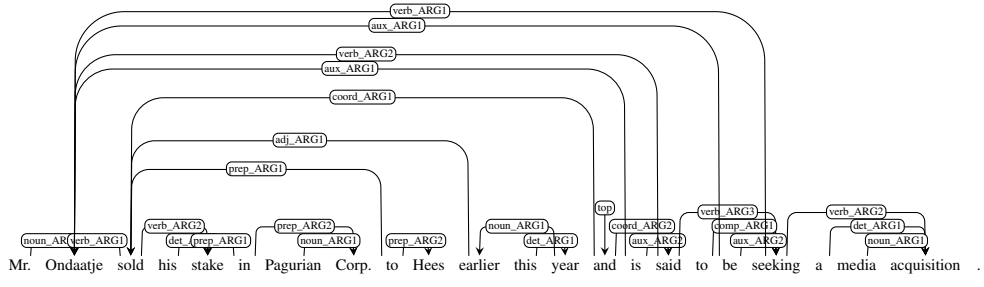 verb_ARG1
aux_ARG1
verb_ARG2
aux_ARG1
coord_ARG1
adj_ARG1
prep_ARG1
top
verb_ARG3 verb_ARG2
verb_ARG2 prep_ARG2 noun_ARG1 coord_ARG2 comp_ARG1 det_ARG1
noun_AR verb_ARG1 det_ prep_ARG1 noun_ARG1 prep_ARG2 det_ARG1 aux_ARG2 aux_ARG2 noun_ARG1
Mr. Ondaatje sold his stake in Pagurian Corp. to Hees earlier this year and is said to be seeking a media acquisition .